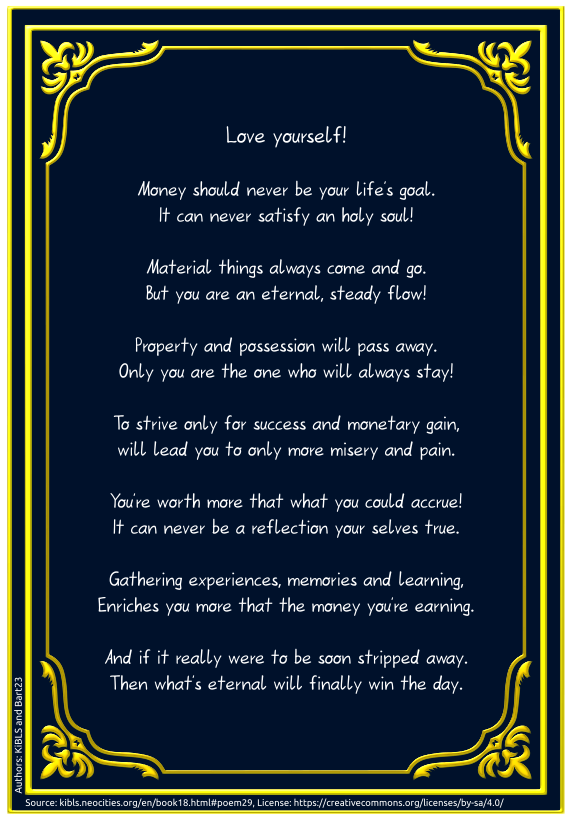 Love yourself!
Money should never be your life's goal.
It can never satisfy an holy soul!
Material things always come and go.
But you are an eternal, steady flow!
Property and possession will pass away.
Only you are the one who will always stay!
To strive only for success and monetary gain,
will lead you to only more misery and pain.
You're worth more that what you could accrue!
It can never be a reflection your selves true.
Gathering experiences, memories and learning,
Enriches you more that the money you're earning.
And if it really were to be soon stripped away.
Then what's eternal will finally win the day.
Authors: KiBLS and Bart23
Source: kibls.neocities.org/en/book18.html#poem29, License: https://creativecommons.org/licenses/by-sa/4.0/